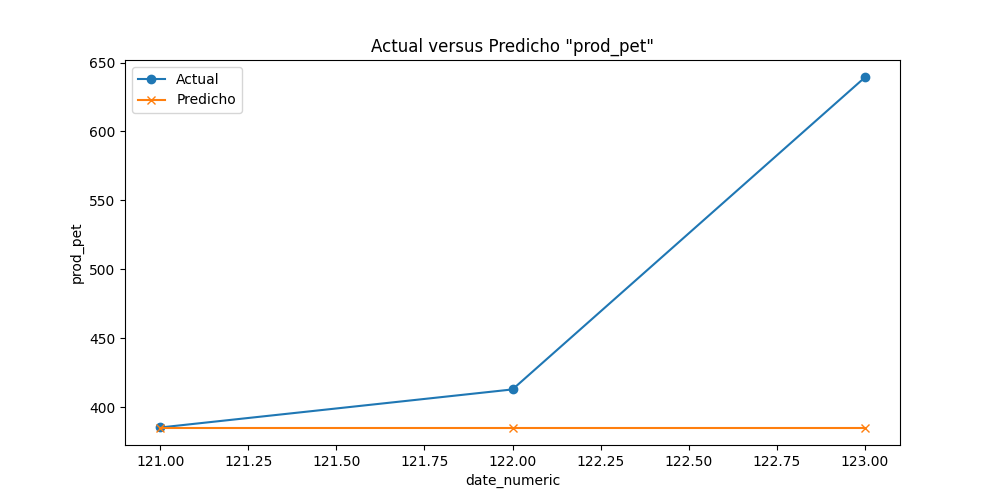 Actual versus Predicho "prod_pet"
Actual
Predicho
650
600
550
500
450
400
prod_pet
121.00 121.25 121.50 121.75 122.00 122.25 122.50 122.75 123.00
date_numeric